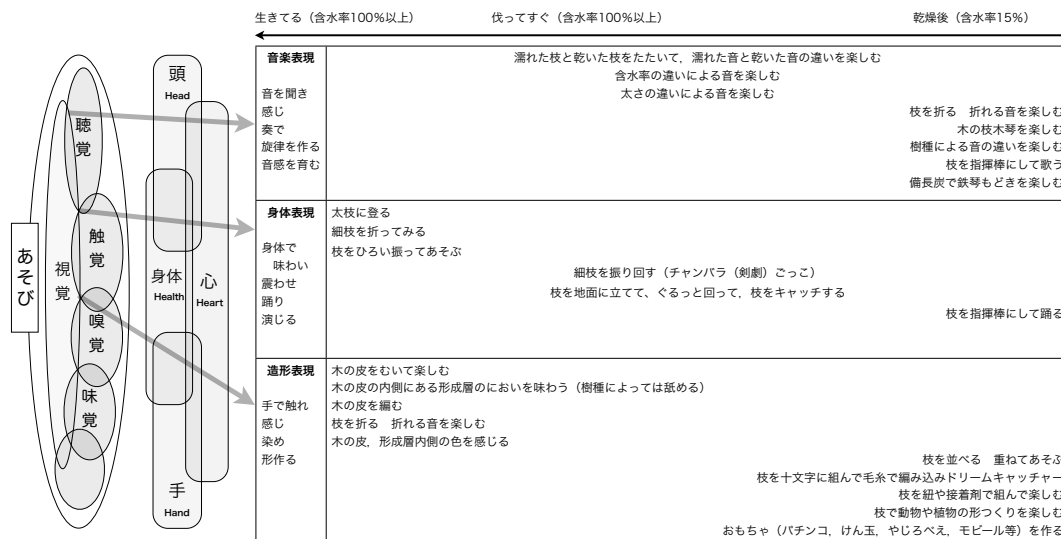 生きてる（含水率100％以上）
伐ってすぐ（含水率100％以上）
乾燥後（含水率15％）
あそび
視覚
聴覚
触覚
嗅覚
味覚
頭
Head
身体
Health
心
Heart
手
Hand
音楽表現
音を聞き
感じ
奏で
旋律を作る
音感を育む
濡れた枝と乾いた枝をたたいて，濡れた音と乾いた音の違いを楽しむ
含水率の違いによる音を楽しむ
太さの違いによる音を楽しむ
枝を折る　折れる音を楽しむ
木の枝木琴を楽しむ
樹種による音の違いを楽しむ
枝を指揮棒にして歌う
備長炭で鉄琴もどきを楽しむ
身体表現
身体で
味わい
震わせ
踊り
演じる
太枝に登る
細枝を折ってみる
枝をひろい振ってあそぶ
細枝を振り回す（チャンバラ（剣劇）ごっこ）
枝を地面に立てて、ぐるっと回って，枝をキャッチする
枝を指揮棒にして踊る
造形表現
手で触れ
感じ
染め
形作る
木の皮をむいて楽しむ
木の皮の内側にある形成層のにおいを味わう（樹種によっては舐める）
木の皮を編む
枝を折る　折れる音を楽しむ
木の皮，形成層内側の色を感じる
枝を並べる　重ねてあそぶ
枝を十文字に組んで毛糸で編み込みドリームキャッチャー
枝を紐や接着剤で組んで楽しむ
枝で動物や植物の形つくりを楽しむ
おもちゃ（パチンコ，けん玉，やじろべえ，モビール等）を作る